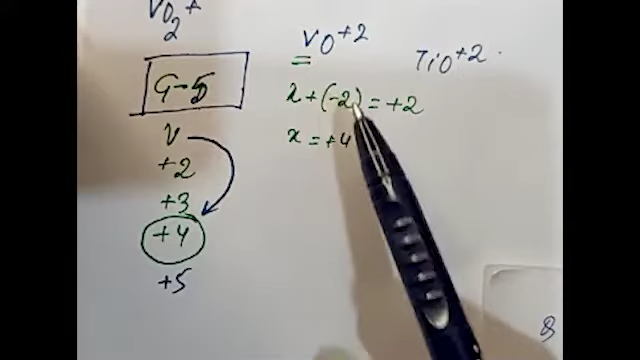 VO2+
VO+2
TiO+2
G-5
x+(-2)=+2
V
x=+4
+2
+3
+4
+5
8